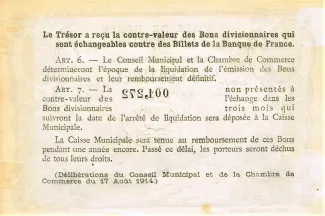 Le Trésor a reçu la contre-valeur des Bons divisionnaires qui
sont échangeables contre des Billets de la Banque de France.
ART. 6. — Le Conseil Municipal et la Chambre de Commerce
détermineront l'époque de la liquidation de l'émission des Bons
divisionnaires et leur remboursement définitif.
ART. 7. — La non présentés à
contre-valeur des 001,272 l'échange dans les
Bons divisionnaires trois mois qui
suivront la date de l'arrêté de liquidation sera déposée à la Caisse
Municipale.
La Caisse Municipale sera tenue au remboursement de ces Bons
pendant une année encore. Passé ce délai, les porteurs seront déchus
de tous leurs droits.
(Délibérations du Conseil Municipal et de la Chambre de
Commerce du 17 Août 1914.)